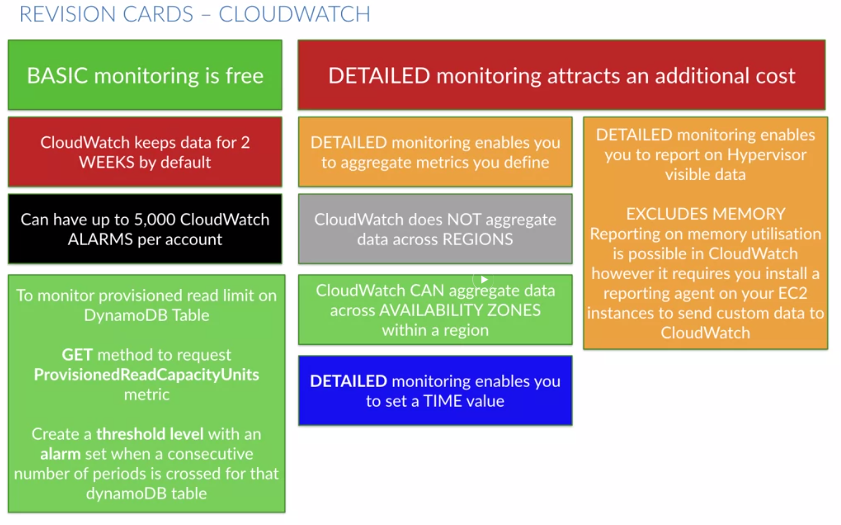 REVISION CARDS – CLOUDWATCH
BASIC monitoring is free
DETAILED monitoring attracts an additional cost
CloudWatch keeps data for 2
WEEKS by default
DETAILED monitoring enables you
to aggregate metrics you define
DETAILED monitoring enables
you to report on Hypervisor
visible data
EXCLUDES MEMORY
Reporting on memory utilisation
is possible in CloudWatch
however it requires you install a
reporting agent on your EC2
instances to send custom data to
CloudWatch
Can have up to 5,000 CloudWatch
ALARMS per account
CloudWatch does NOT aggregate
data across REGIONS
To monitor provisioned read limit on
DynamoDB Table
GET method to request
ProvisionedReadCapacityUnits
metric
Create a threshold level with an
alarm set when a consecutive
number of periods is crossed for that
dynamoDB table
CloudWatch CAN aggregate data
across AVAILABILITY ZONES
within a region
DETAILED monitoring enables you
to set a TIME value